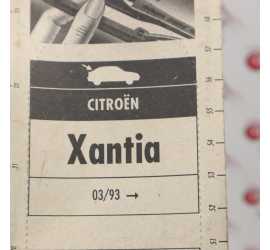 CITROËN
Xantia
03/93 →